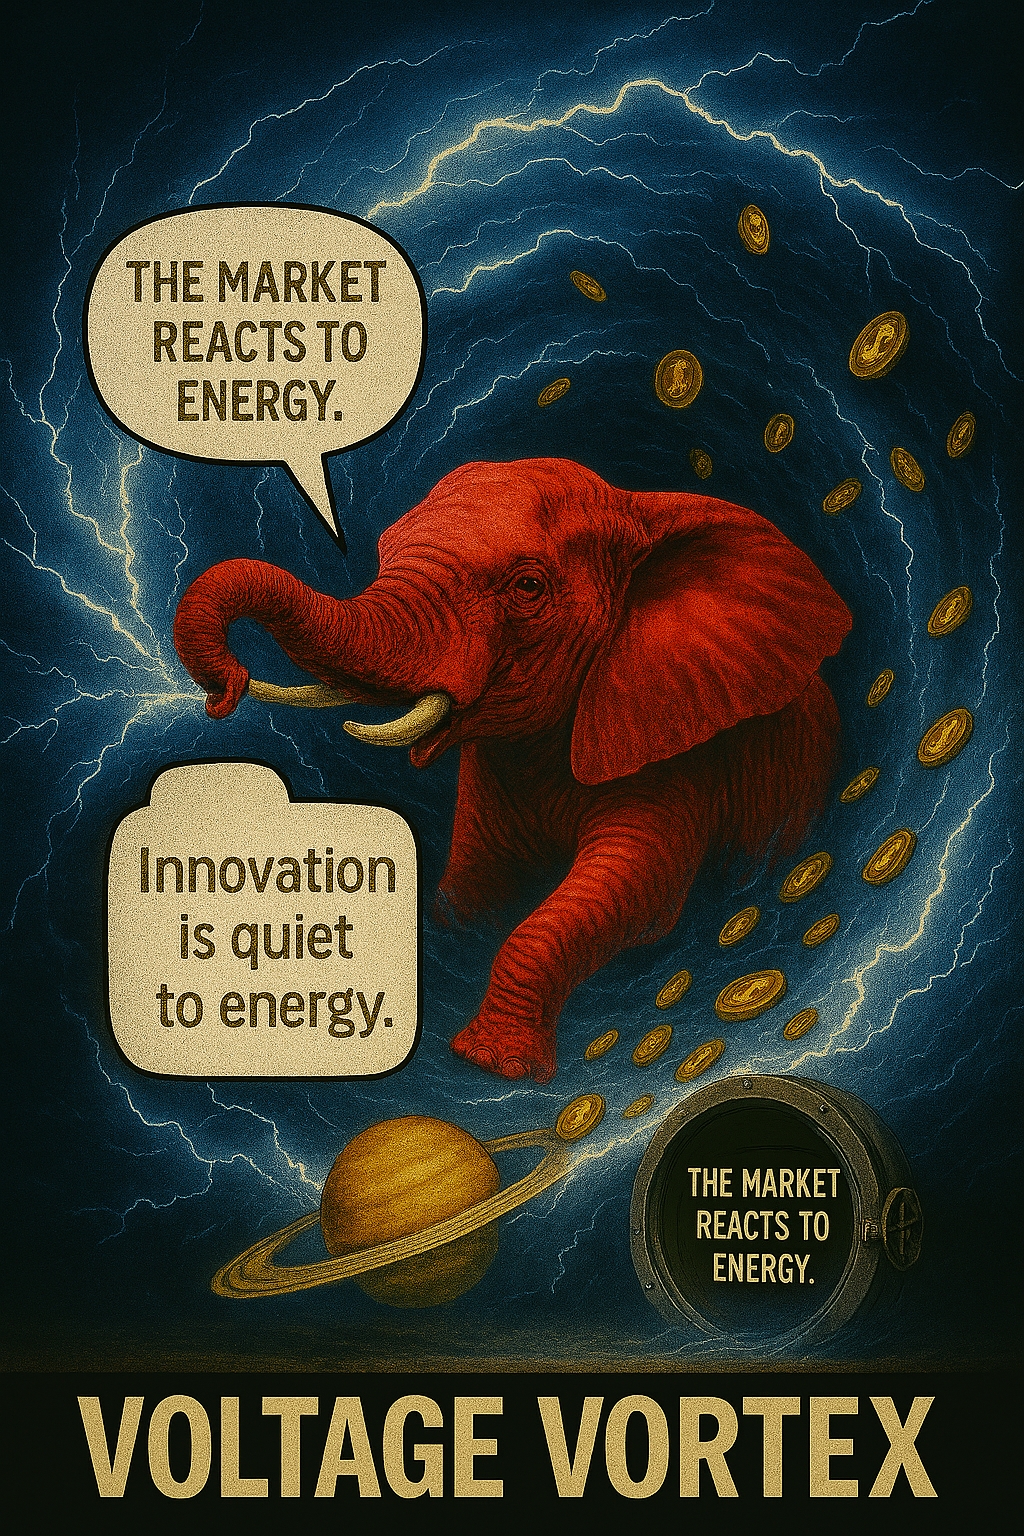 THE MARKET
REACTS TO
ENERGY.
Innovation
is quiet
to energy.
THE MARKET
REACTS TO
ENERGY.
VOLTAGE VORTEX